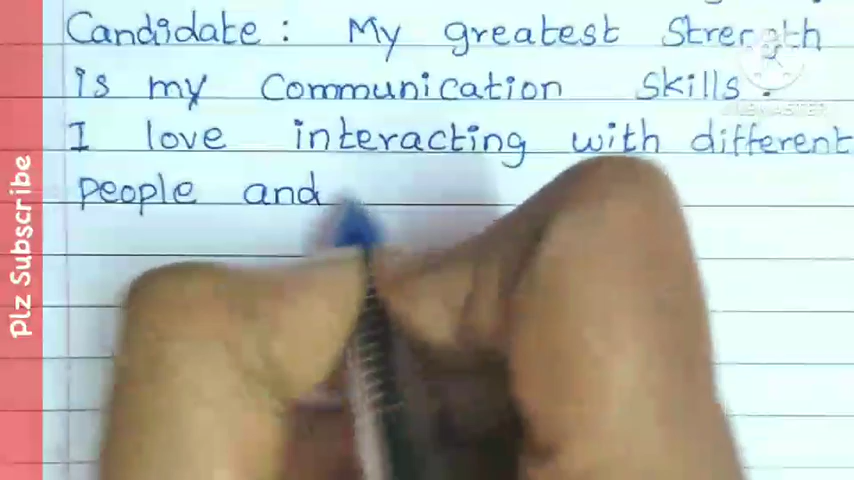 Candidate : My greatest Strength
is my Communication Skills .
I love interacting with different
people and
Plz Subscribe